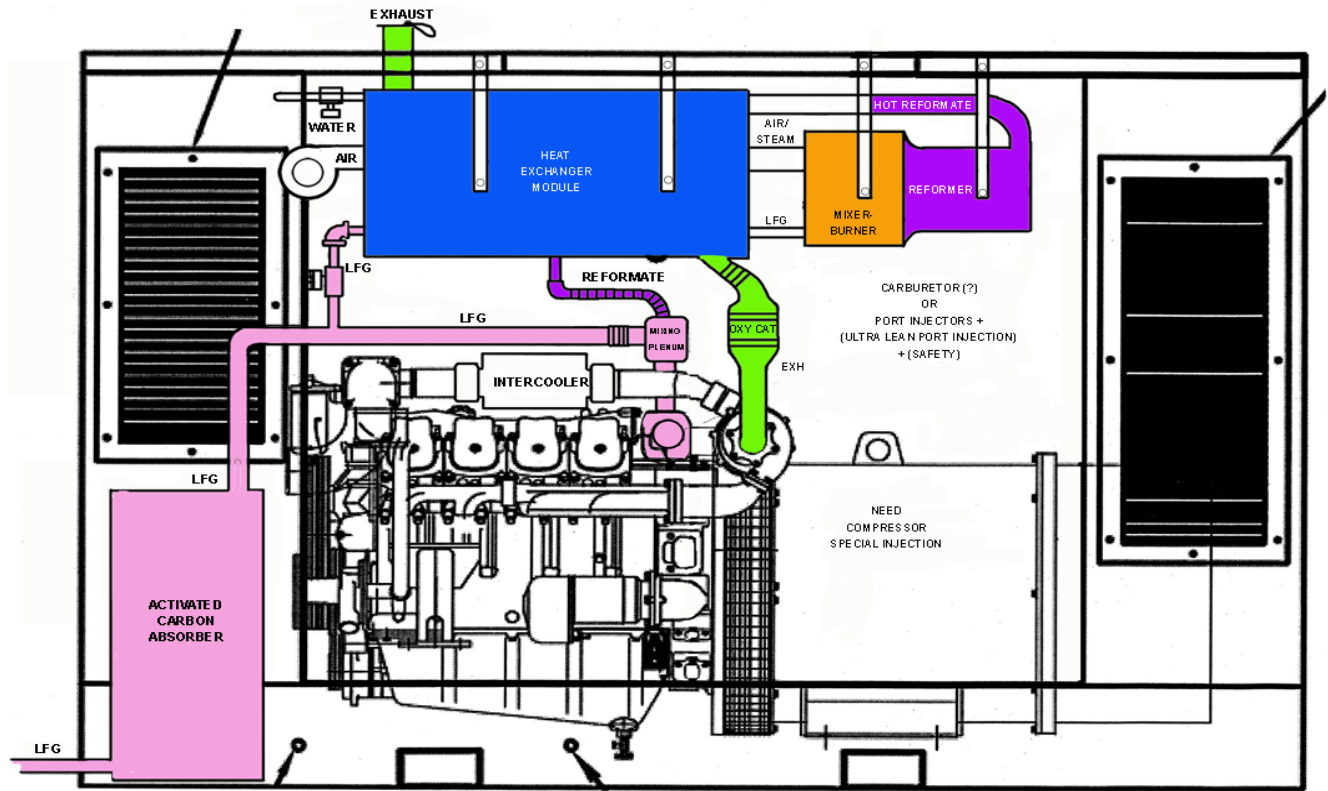 EXHAUST
WATER
AIR
HEAT
EXCHANGER
MODULE
HOT REFORMATE
AIR/
STEAM
REFORMER
MIXER-
BURNER
LFG
LFG
REFORMATE
LFG
MIXING
PLENUM
OXY CAT
EXH
CARBURETOR (?)
OR
PORT INJECTORS +
(ULTRA LEAN PORT INJECTION)
+ (SAFETY)
INTERCOOLER
LFG
NEED
COMPRESSOR
SPECIAL INJECTION
ACTIVATED
CARBON
ABSORBER
LFG